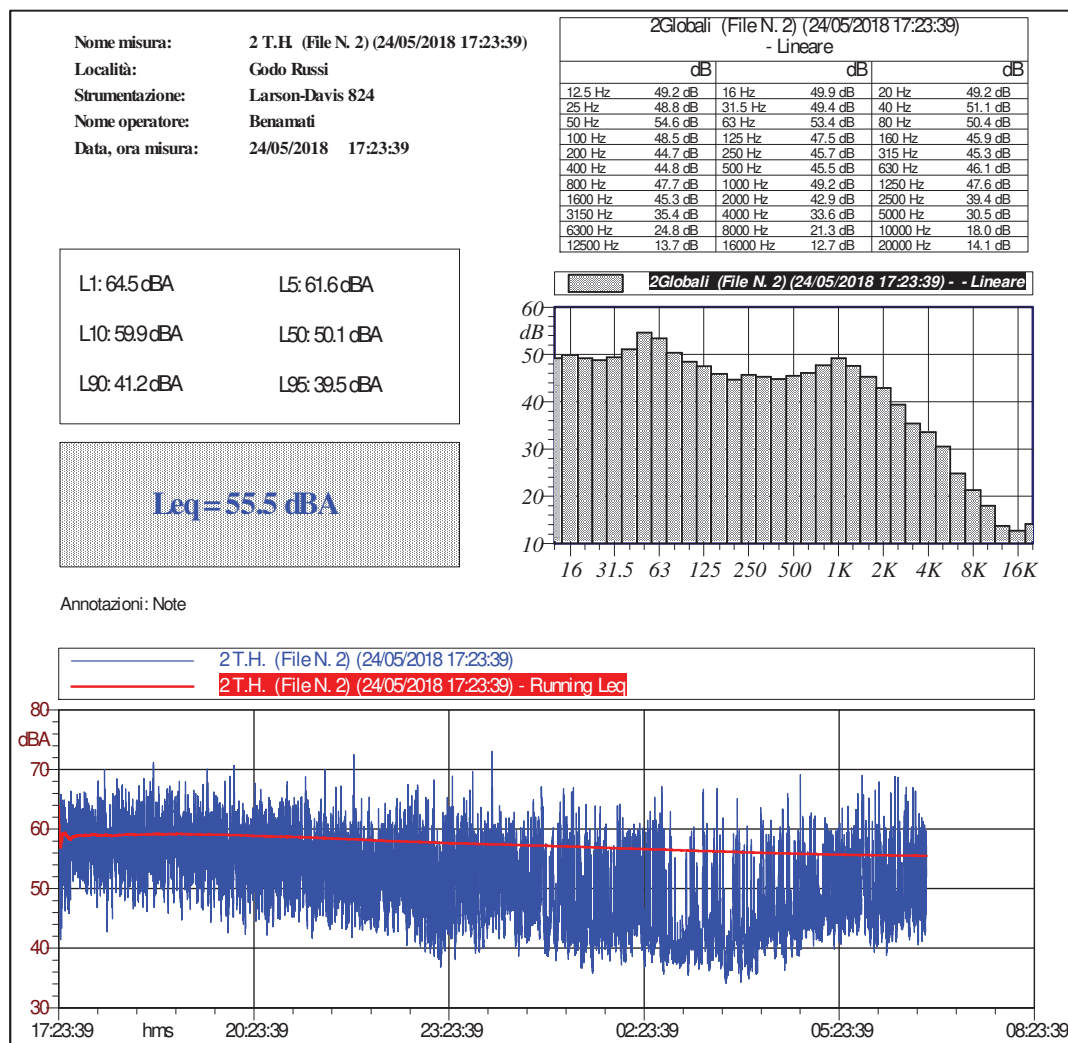 Nome misura: 2 T.H. (File N. 2) (24/05/2018 17:23:39)
Località: Godo Russi
Strumentazione: Larson-Davis 824
Nome operatore: Benamati
Data, ora misura: 24/05/2018 17:23:39
2Globali (File N. 2) (24/05/2018 17:23:39)
- Lineare
dB dB dB
12.5 Hz 49.2 dB 16 Hz 49.9 dB 20 Hz 49.2 dB
25 Hz 48.8 dB 31.5 Hz 49.4 dB 40 Hz 51.1 dB
50 Hz 54.6 dB 63 Hz 53.4 dB 80 Hz 50.4 dB
100 Hz 48.5 dB 125 Hz 47.5 dB 160 Hz 45.9 dB
200 Hz 44.7 dB 250 Hz 45.7 dB 315 Hz 45.3 dB
400 Hz 44.8 dB 500 Hz 45.5 dB 630 Hz 46.1 dB
800 Hz 47.7 dB 1000 Hz 49.2 dB 1250 Hz 47.6 dB
1600 Hz 45.3 dB 2000 Hz 42.9 dB 2500 Hz 39.4 dB
3150 Hz 35.4 dB 4000 Hz 33.6 dB 5000 Hz 30.5 dB
6300 Hz 24.8 dB 8000 Hz 21.3 dB 10000 Hz 18.0 dB
12500 Hz 13.7 dB 16000 Hz 12.7 dB 20000 Hz 14.1 dB
L1: 64.5 dBA L5: 61.6 dBA
L10: 59.9 dBA L50: 50.1 dBA
L90: 41.2 dBA L95: 39.5 dBA
Leq = 55.5 dBA
2Globali (File N. 2) (24/05/2018 17:23:39) - - Lineare
60
dB
50
40
30
20
10
16 31.5 63 125 250 500 1K 2K 4K 8K 16K
Annotazioni: Note
2 T.H. (File N. 2) (24/05/2018 17:23:39)
2 T.H. (File N. 2) (24/05/2018 17:23:39) - Running Leq
80
dBA
70
60
50
40
30
17:23:39 hms 20:23:39 23:23:39 02:23:39 05:23:39 08:23:39